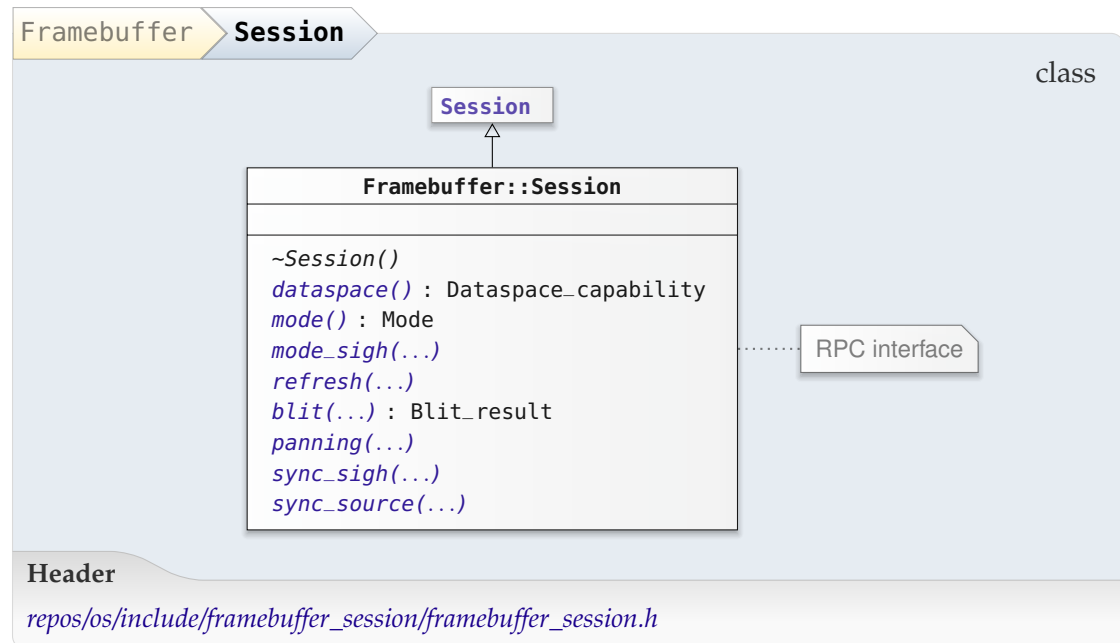 Framebuffer Session
class
Session
Framebuffer::Session
~Session()
dataspace() : Dataspace_capability
mode() : Mode
mode_sigh(...)
RPC interface
refresh(...)
blit(...) : Blit_result
panning(...)
sync_sigh(...)
sync_source(...)
Header
repos/os/include/framebuffer_session/framebuffer_session.h